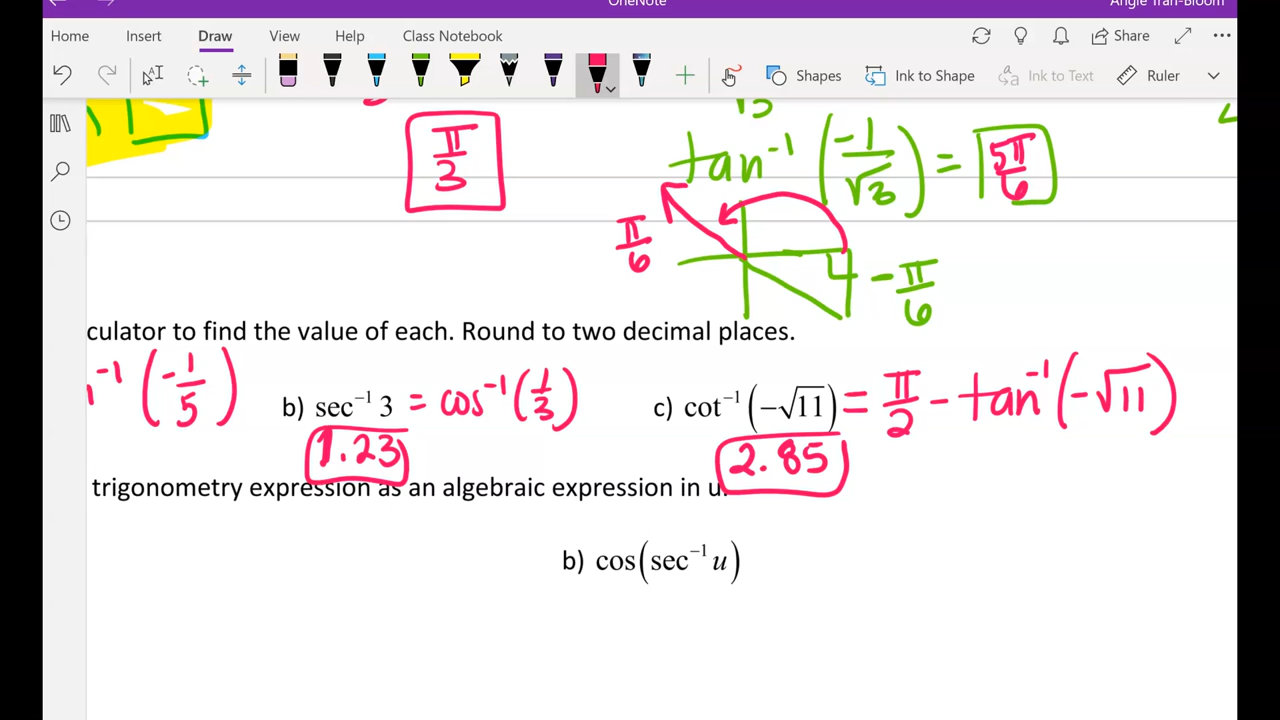 OneNote
Angie Tran-Bloom
Home Insert Draw View Help Class Notebook Share
Shapes Ink to Shape Ink to Text Ruler
π/3
√3
tan⁻¹ (-1/√3) = 5π/6
π/6
-π/6
culator to find the value of each. Round to two decimal places.
⁻¹ (-1/5) b) sec⁻¹ 3 = cos⁻¹ (1/3) c) cot⁻¹ (−√11) = π/2 - tan⁻¹ (-√11)
1.23 2.85
trigonometry expression as an algebraic expression in u.
b) cos(sec⁻¹ u)